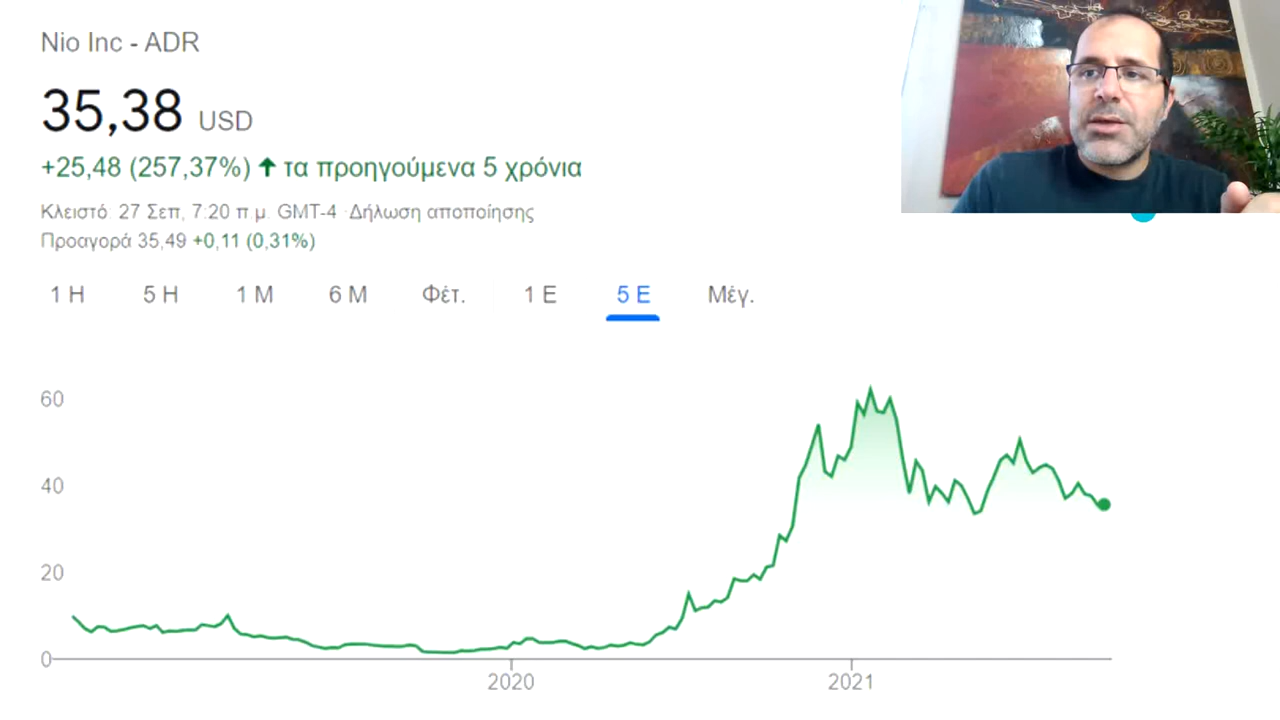 Nio Inc - ADR
35,38 USD
+25,48 (257,37%) ↑ τα προηγούμενα 5 χρόνια
Κλειστό: 27 Σεπ, 7:20 π.μ. GMT-4 · Δήλωση αποποίησης
Προαγορά 35,49 +0,11 (0,31%)
1 Η 5 Η 1 Μ 6 Μ Φέτ. 1 Ε 5 Ε Μέγ.
60
40
20
0
2020 2021